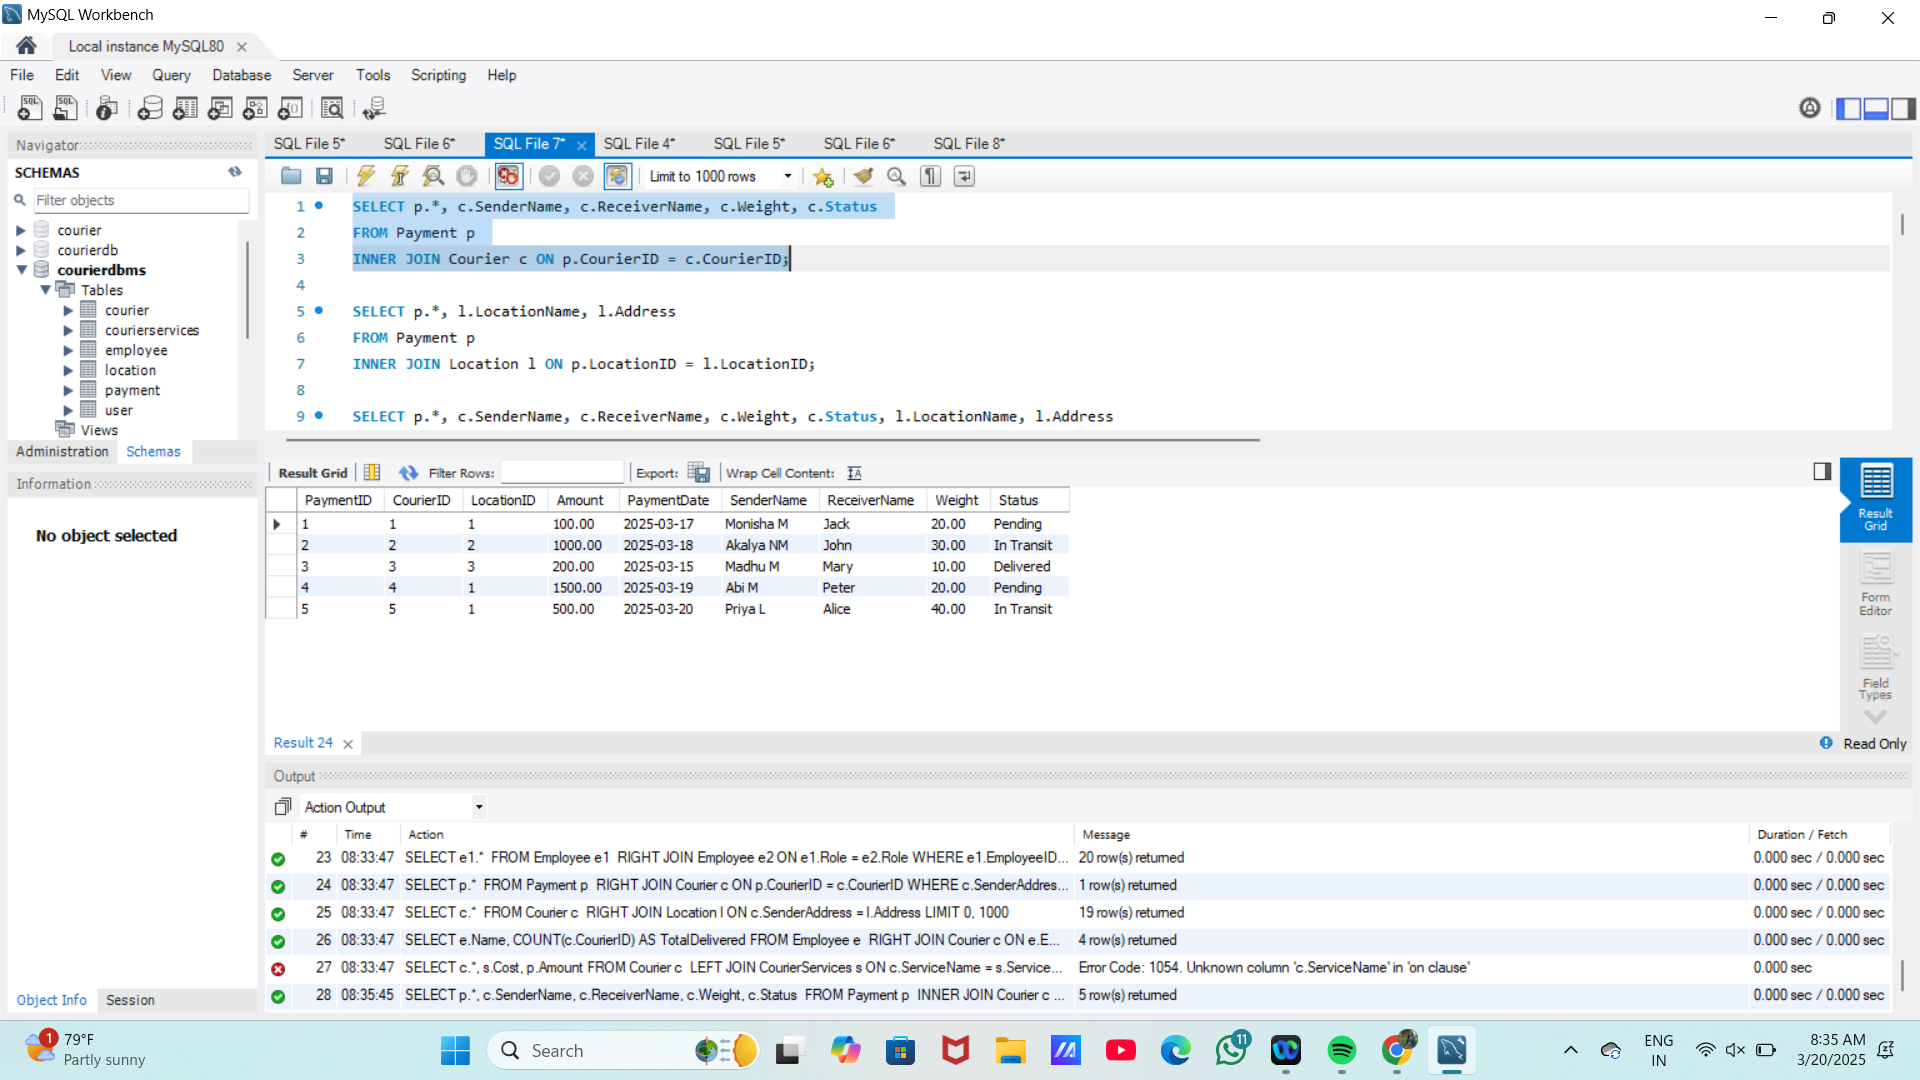 MySQL Workbench
Local instance MySQL80
File Edit View Query Database Server Tools Scripting Help
Navigator
SCHEMAS
Filter objects
courier
courierdb
courierdbms
Tables
courier
courierservices
employee
location
payment
user
Views
Administration Schemas
Information
No object selected
Object Info Session
SQL File 5* SQL File 6* SQL File 7* SQL File 4* SQL File 5* SQL File 6* SQL File 8*
Limit to 1000 rows
1 SELECT p.*, c.SenderName, c.ReceiverName, c.Weight, c.Status
2 FROM Payment p
3 INNER JOIN Courier c ON p.CourierID = c.CourierID;
4
5 SELECT p.*, l.LocationName, l.Address
6 FROM Payment p
7 INNER JOIN Location l ON p.LocationID = l.LocationID;
8
9 SELECT p.*, c.SenderName, c.ReceiverName, c.Weight, c.Status, l.LocationName, l.Address
Result Grid Filter Rows: Export: Wrap Cell Content:
PaymentID CourierID LocationID Amount PaymentDate SenderName ReceiverName Weight Status
1 1 1 100.00 2025-03-17 Monisha M Jack 20.00 Pending
2 2 2 1000.00 2025-03-18 Akalya NM John 30.00 In Transit
3 3 3 200.00 2025-03-15 Madhu M Mary 10.00 Delivered
4 4 1 1500.00 2025-03-19 Abi M Peter 20.00 Pending
5 5 1 500.00 2025-03-20 Priya L Alice 40.00 In Transit
Result Grid
Form Editor
Field Types
Result 24
Read Only
Output
Action Output
# Time Action Message Duration / Fetch
23 08:33:47 SELECT e1.* FROM Employee e1 RIGHT JOIN Employee e2 ON e1.Role = e2.Role WHERE e1.EmployeeID... 20 row(s) returned 0.000 sec / 0.000 sec
24 08:33:47 SELECT p.* FROM Payment p RIGHT JOIN Courier c ON p.CourierID = c.CourierID WHERE c.SenderAddres... 1 row(s) returned 0.000 sec / 0.000 sec
25 08:33:47 SELECT c.* FROM Courier c RIGHT JOIN Location l ON c.SenderAddress = l.Address LIMIT 0, 1000 19 row(s) returned 0.000 sec / 0.000 sec
26 08:33:47 SELECT e.Name, COUNT(c.CourierID) AS TotalDelivered FROM Employee e RIGHT JOIN Courier c ON e.E... 4 row(s) returned 0.000 sec / 0.000 sec
27 08:33:47 SELECT c.*, s.Cost, p.Amount FROM Courier c LEFT JOIN CourierServices s ON c.ServiceName = s.Service... Error Code: 1054. Unknown column 'c.ServiceName' in 'on clause' 0.000 sec
28 08:35:45 SELECT p.*, c.SenderName, c.ReceiverName, c.Weight, c.Status FROM Payment p INNER JOIN Courier c ... 5 row(s) returned 0.000 sec / 0.000 sec
1
79°F
Partly sunny
Search
11
ENG
IN
8:35 AM
3/20/2025